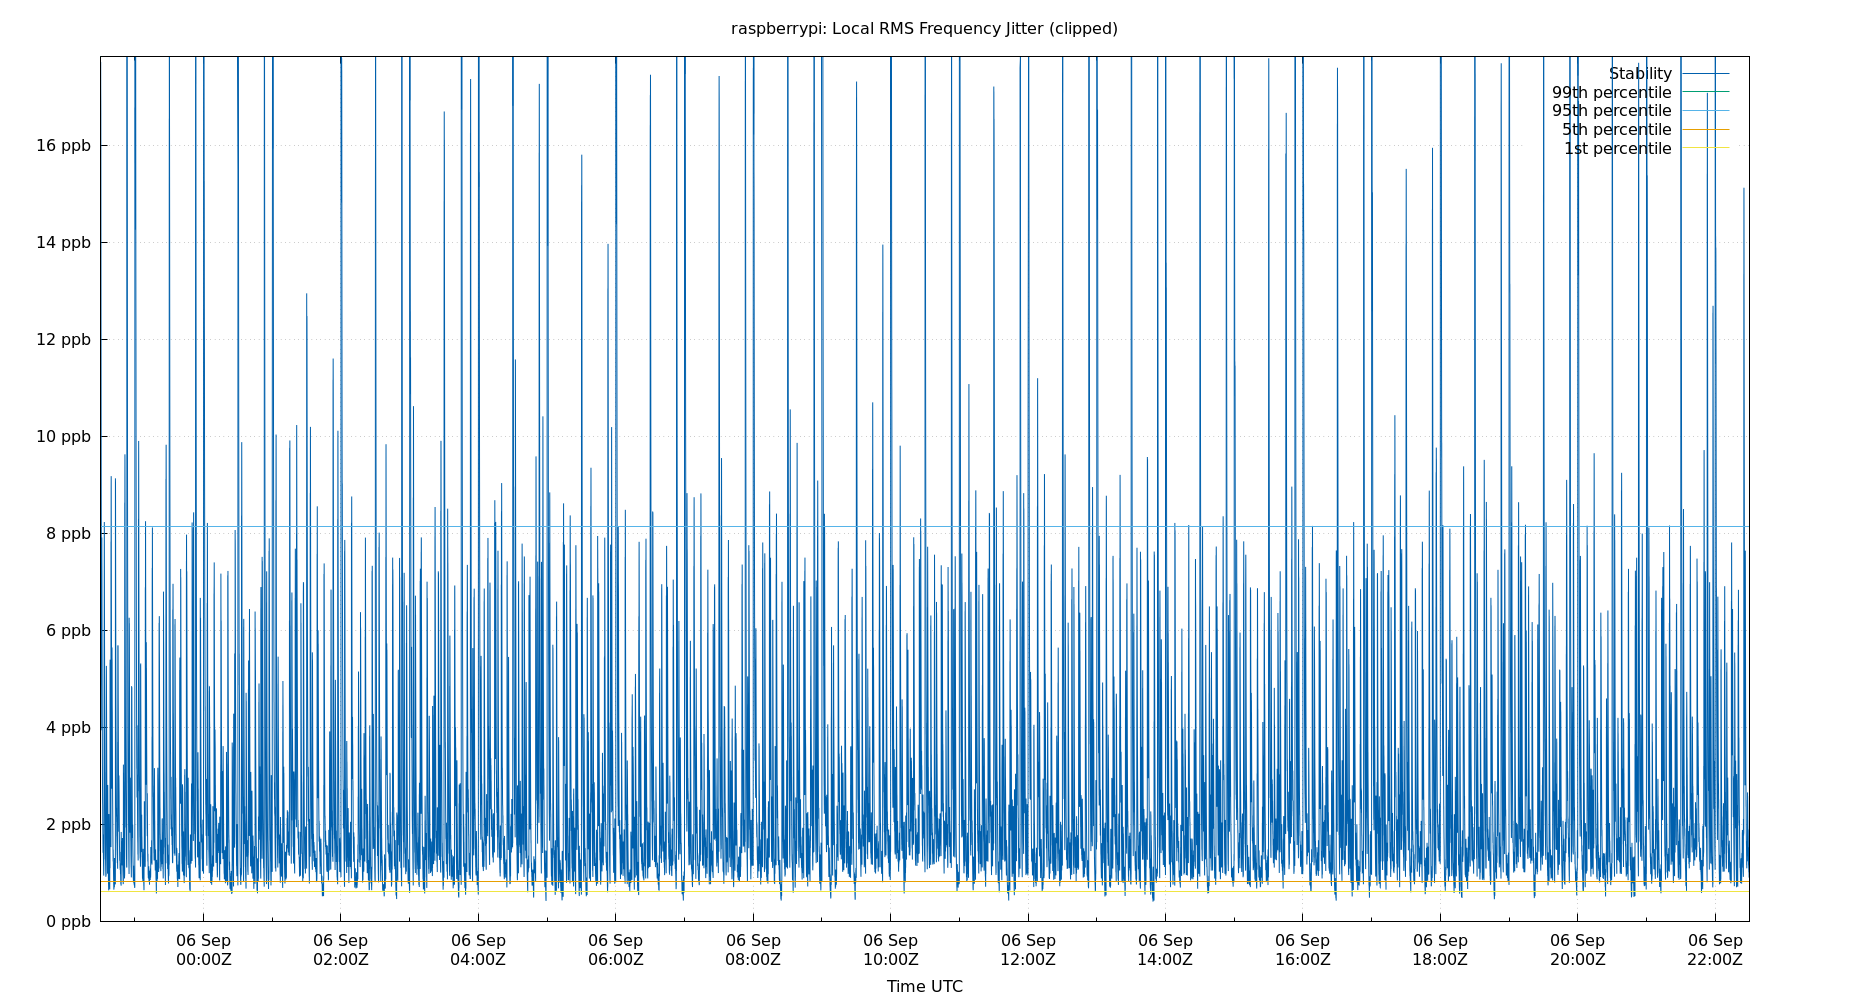 raspberrypi: Local RMS Frequency Jitter (clipped)
Stability
99th percentile
95th percentile
5th percentile
1st percentile
16 ppb
14 ppb
12 ppb
10 ppb
8 ppb
6 ppb
4 ppb
2 ppb
0 ppb
06 Sep 06 Sep 06 Sep 06 Sep 06 Sep 06 Sep 06 Sep 06 Sep 06 Sep 06 Sep 06 Sep 06 Sep
00:00Z 02:00Z 04:00Z 06:00Z 08:00Z 10:00Z 12:00Z 14:00Z 16:00Z 18:00Z 20:00Z 22:00Z
Time UTC